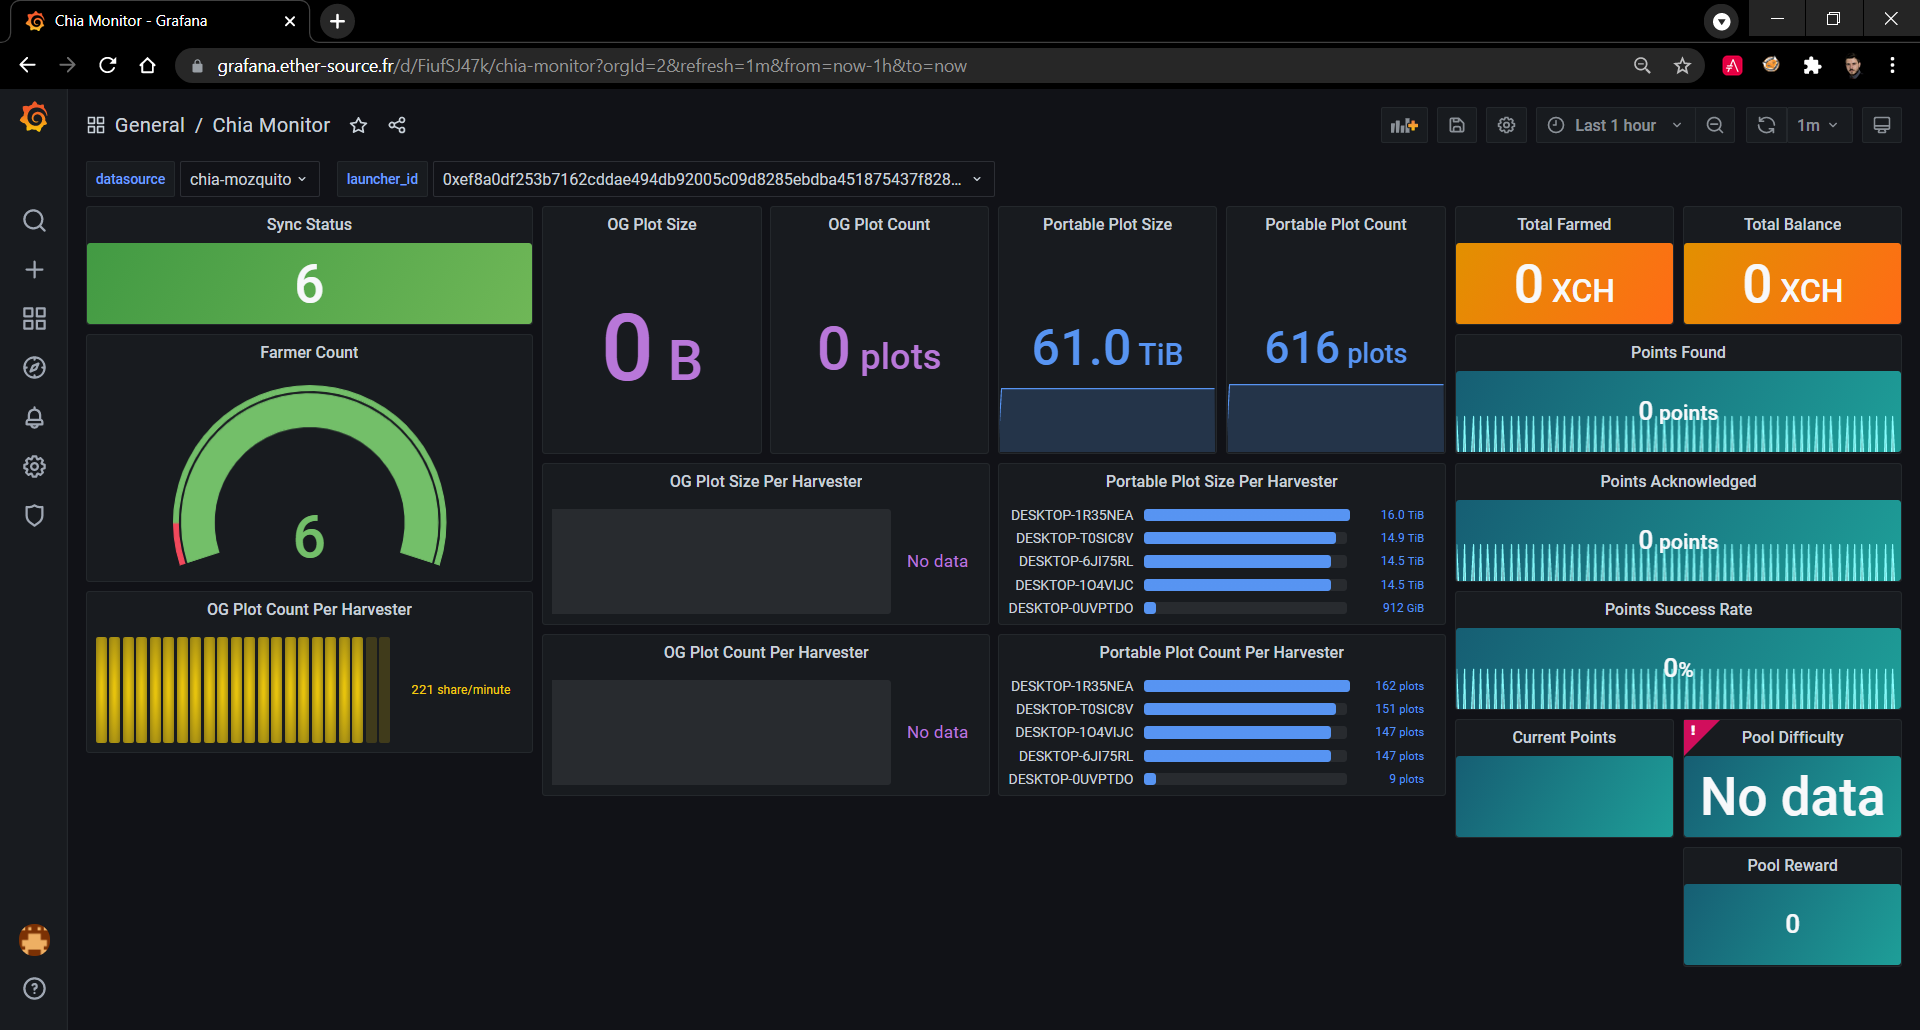 Chia Monitor - Grafana
grafana.ether-source.fr/d/FiufSJ47k/chia-monitor?orgId=2&refresh=1m&from=now-1h&to=now
General / Chia Monitor
Last 1 hour
1m
datasource
chia-mozquito
launcher_id
0xef8a0df253b7162cddae494db92005c09d8285ebdba451875437f828...
Sync Status
6
Farmer Count
6
OG Plot Count Per Harvester
221 share/minute
OG Plot Size
0 B
OG Plot Count
0 plots
OG Plot Size Per Harvester
No data
OG Plot Count Per Harvester
No data
Portable Plot Size
61.0 TiB
Portable Plot Count
616 plots
Portable Plot Size Per Harvester
DESKTOP-1R35NEA 16.0 TiB
DESKTOP-T0SIC8V 14.9 TiB
DESKTOP-6JI75RL 14.5 TiB
DESKTOP-1O4VIJC 14.5 TiB
DESKTOP-0UVPTDO 912 GiB
Portable Plot Count Per Harvester
DESKTOP-1R35NEA 162 plots
DESKTOP-T0SIC8V 151 plots
DESKTOP-1O4VIJC 147 plots
DESKTOP-6JI75RL 147 plots
DESKTOP-0UVPTDO 9 plots
Total Farmed
0 XCH
Total Balance
0 XCH
Points Found
0 points
Points Acknowledged
0 points
Points Success Rate
0%
Current Points
!
Pool Difficulty
No data
Pool Reward
0